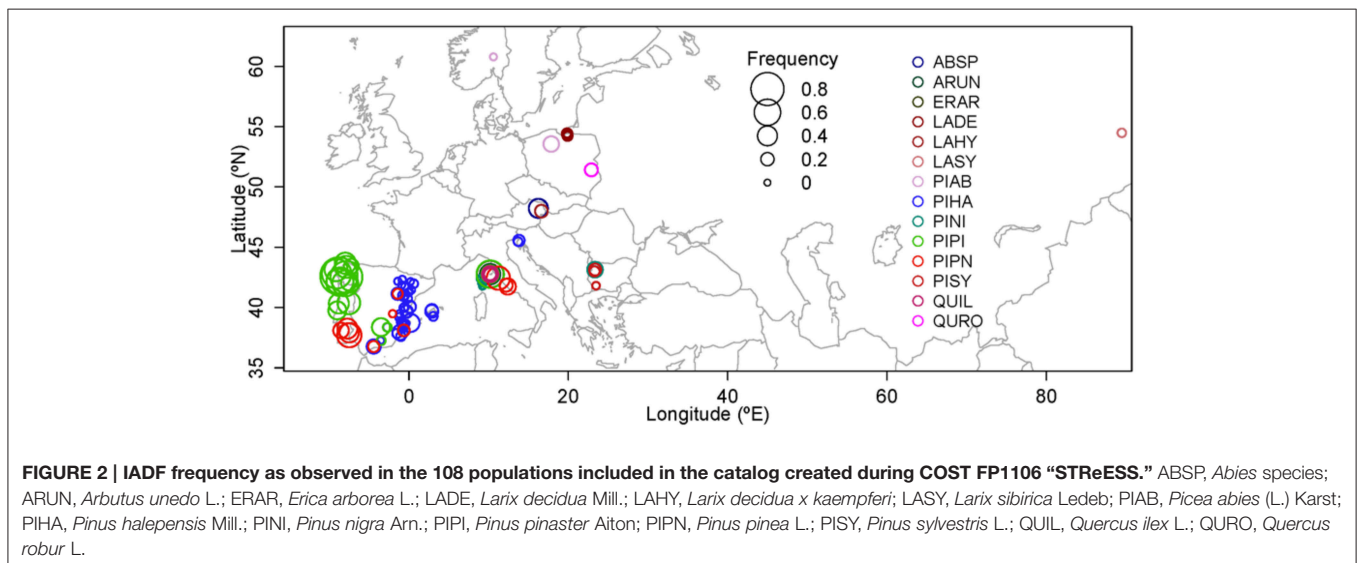 Frequency
0.8
0.6
0.4
0.2
0
ABSP
ARUN
ERAR
LADE
LAHY
LASY
PIAB
PIHA
PINI
PIPI
PIPN
PISY
QUIL
QURO
Latitude (ºN)
60
55
50
45
40
35
0
20
40
60
80
Longitude (ºE)
FIGURE 2 | IADF frequency as observed in the 108 populations included in the catalog created during COST FP1106 “STReESS.” ABSP, Abies species;
ARUN, Arbutus unedo L.; ERAR, Erica arborea L.; LADE, Larix decidua Mill.; LAHY, Larix decidua x kaempferi; LASY, Larix sibirica Ledeb; PIAB, Picea abies (L.) Karst;
PIHA, Pinus halepensis Mill.; PINI, Pinus nigra Arn.; PIPI, Pinus pinaster Aiton; PIPN, Pinus pinea L.; PISY, Pinus sylvestris L.; QUIL, Quercus ilex L.; QURO, Quercus
robur L.